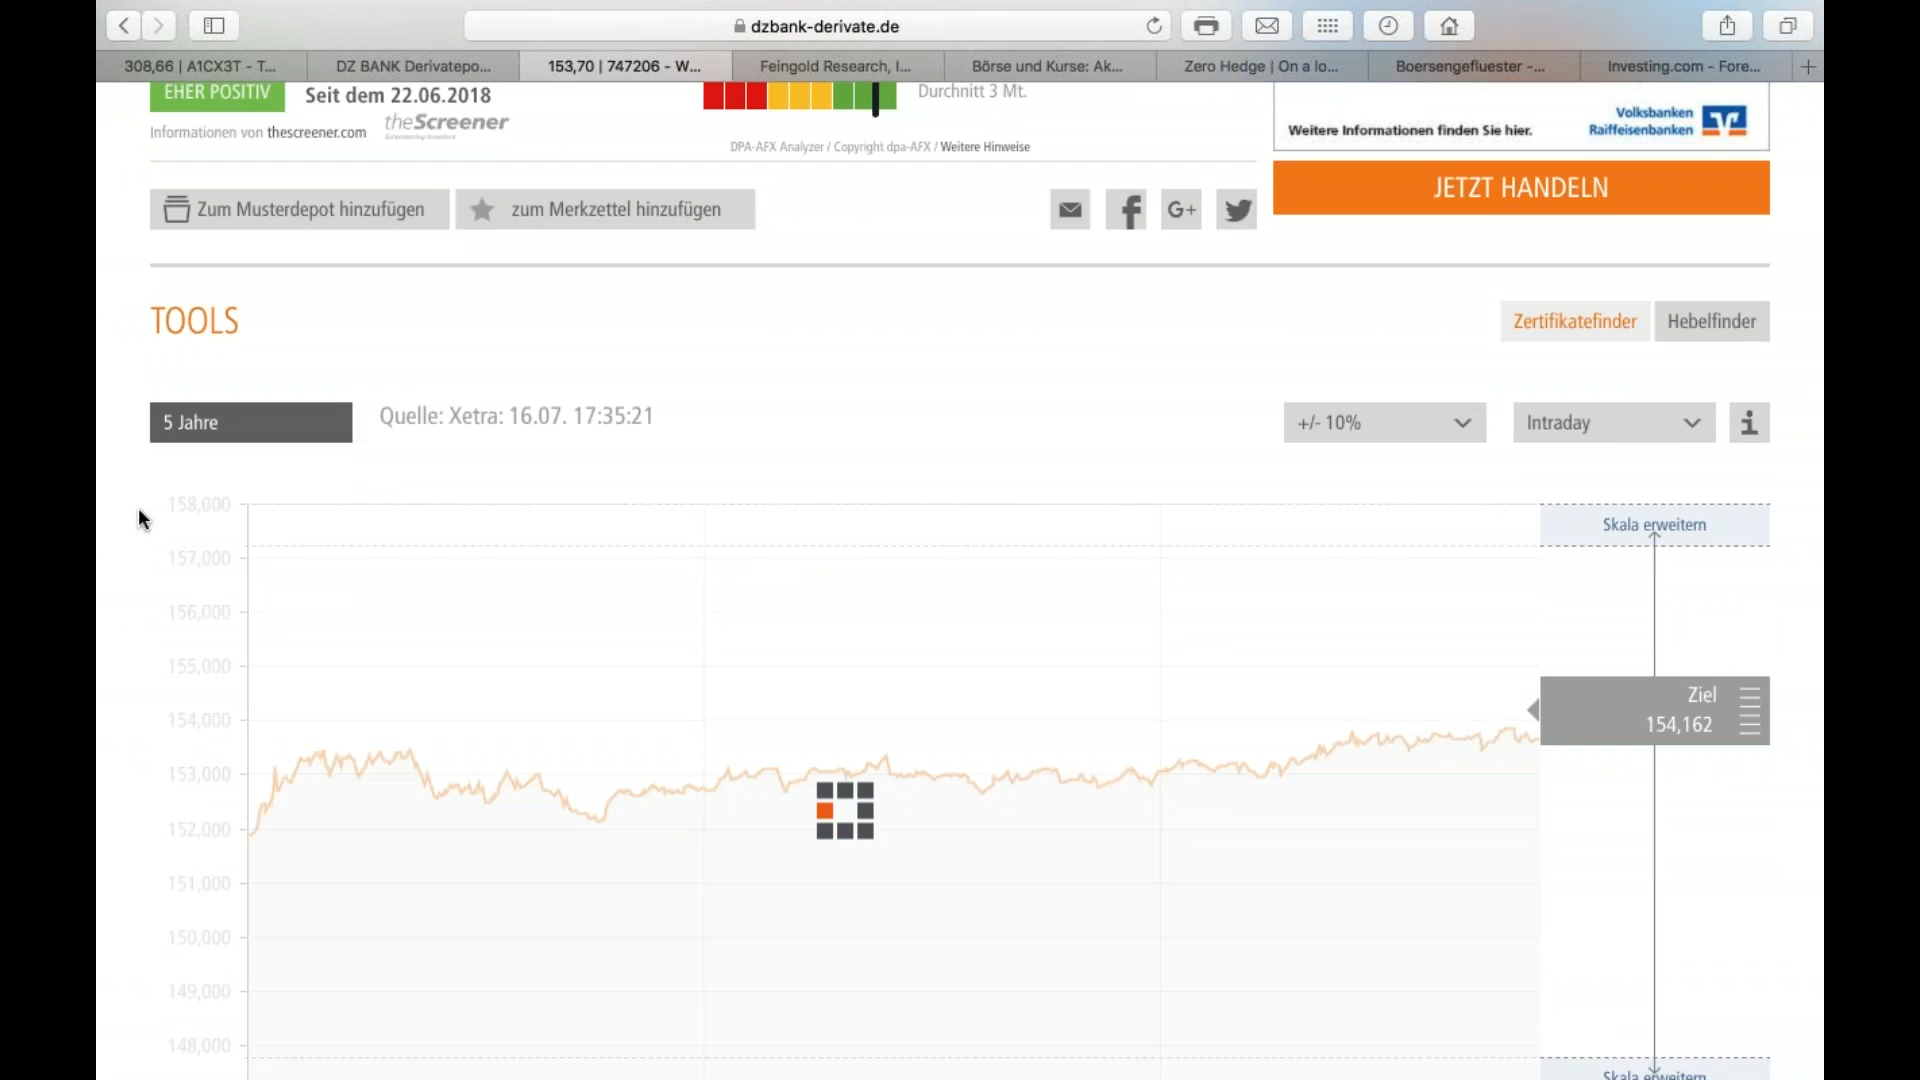 dzbank-derivate.de
308,66 | A1CX3T - T...
DZ BANK Derivatepo...
153,70 | 747206 - W...
Feingold Research, I...
Börse und Kurse: Ak...
Zero Hedge | On a lo...
Boersengefluester -...
Investing.com - Fore...
EHER POSITIV
Seit dem 22.06.2018
Informationen von thescreener.com
theScreener
Durchnitt 3 Mt.
DPA-AFX Analyzer / Copyright dpa-AFX / Weitere Hinweise
Weitere Informationen finden Sie hier.
Volksbanken
Raiffeisenbanken
JETZT HANDELN
Zum Musterdepot hinzufügen
zum Merkzettel hinzufügen
G+
TOOLS
Zertifikatefinder
Hebelfinder
5 Jahre
Quelle: Xetra: 16.07. 17:35:21
+/- 10%
Intraday
158,000
157,000
156,000
155,000
154,000
153,000
152,000
151,000
150,000
149,000
148,000
Skala erweitern
Ziel
154,162
Skala erweitern